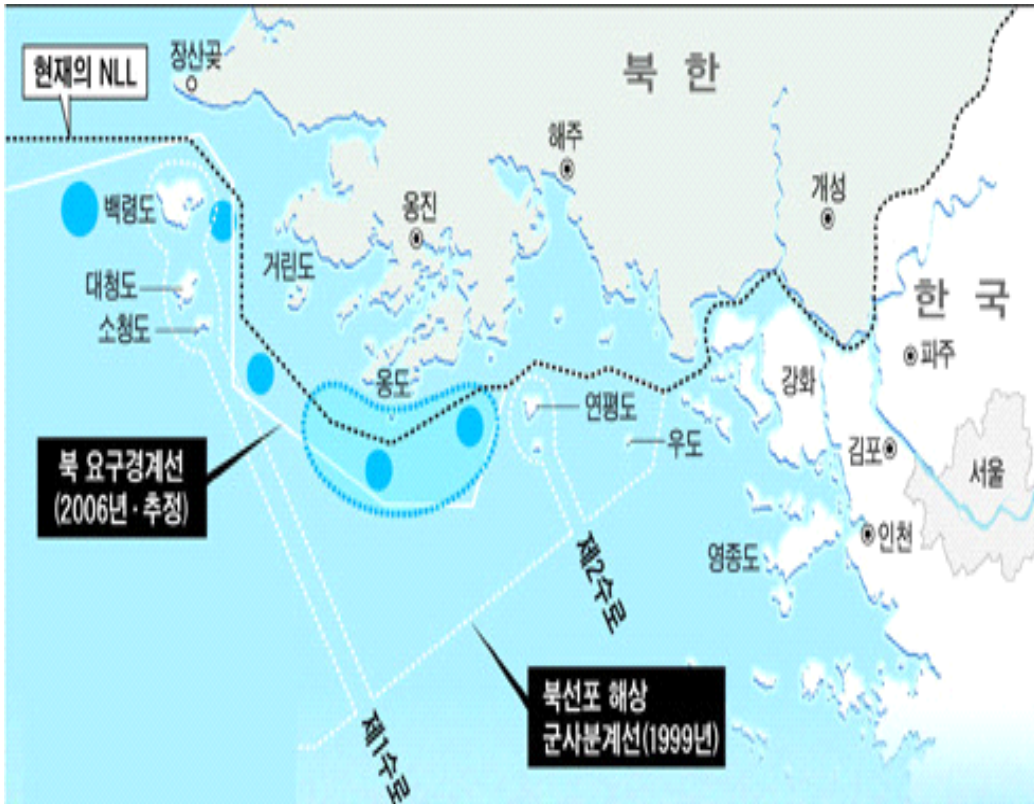 현재의 NLL
장산곶
북 한
해주
개성
백령도
옹진
거린도
대청도
소청도
한 국
파주
옹도
강화
연평도
우도
김포
서울
북 요구경계선
(2006년·추정)
인천
영종도
제2수로
북선포 해상
군사분계선(1999년)
제1수로